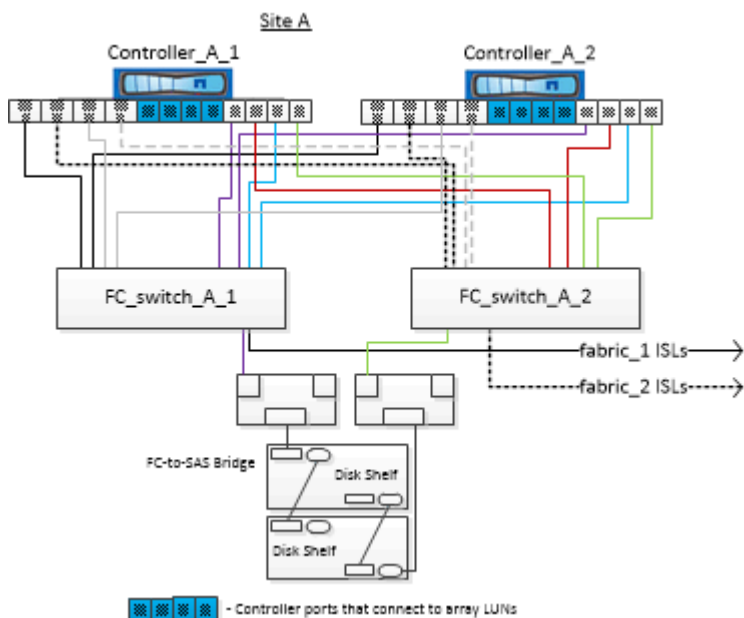 Site A
Controller_A_1
Controller_A_2
FC_switch_A_1
FC_switch_A_2
fabric_1 ISLs
fabric_2 ISLs
FC-to-SAS Bridge
Disk Shelf
Disk Shelf
- Controller ports that connect to array LUNs